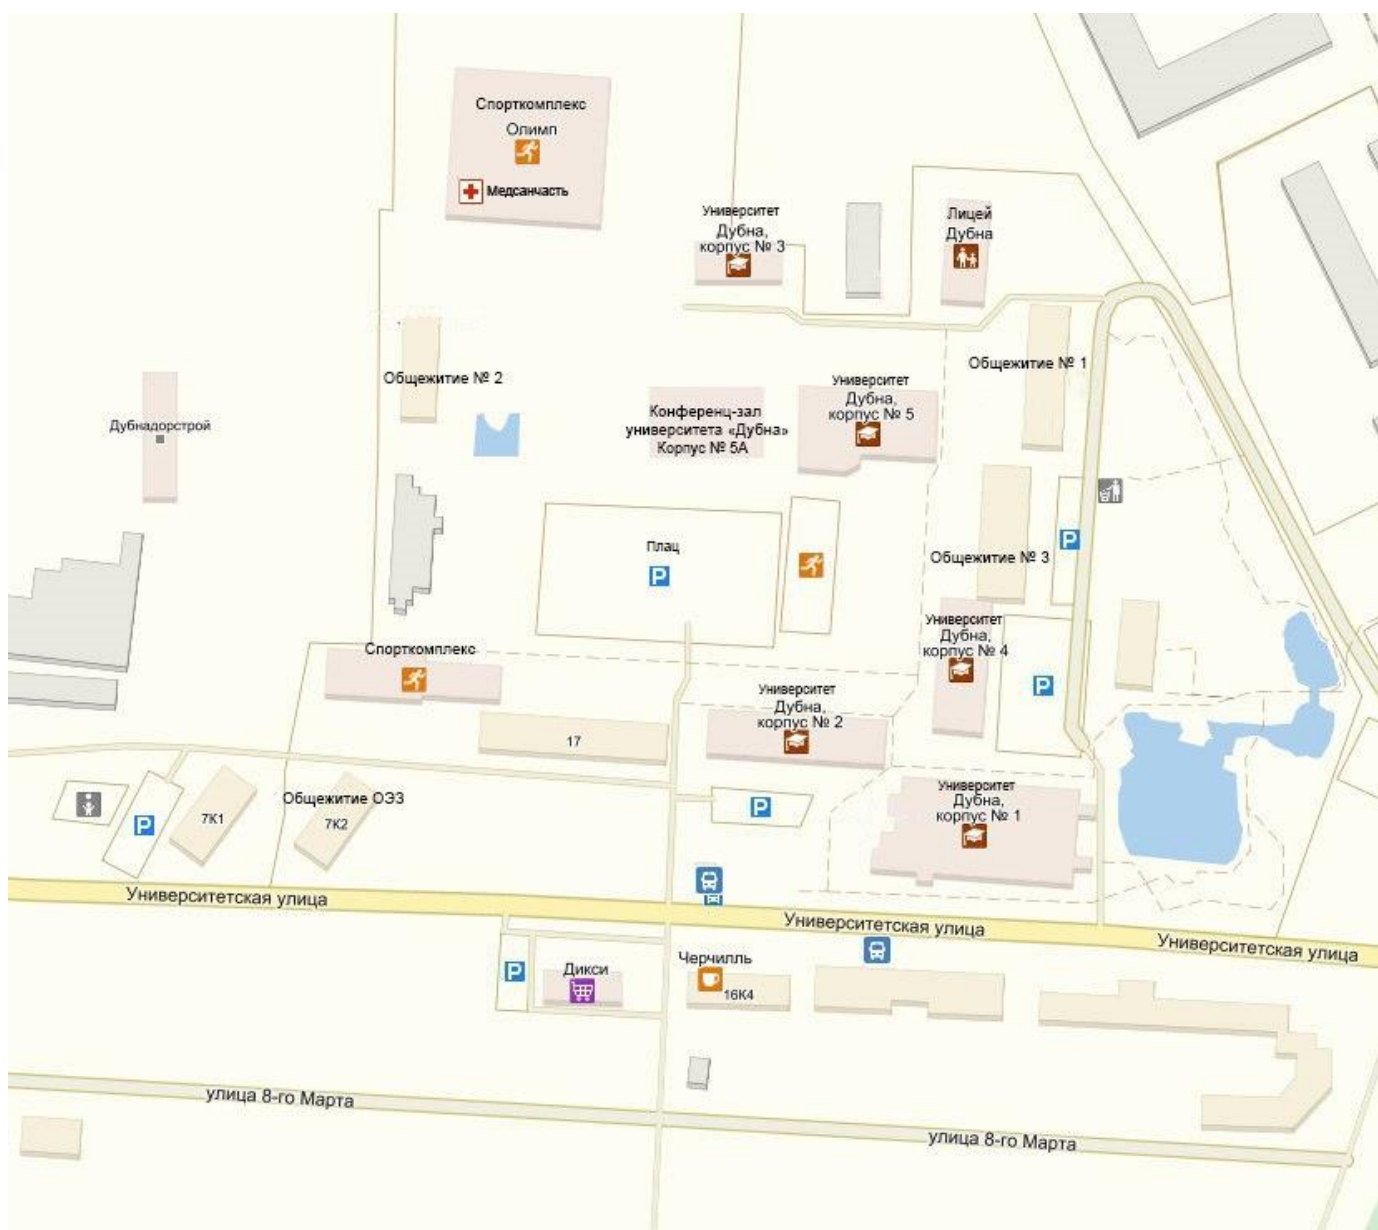 Спорткомплекс
Олимп
Медсанчасть
Университет
Дубна,
корпус № 3
Лицей
Дубна
Общежитие № 1
Общежитие № 2
Университет
Дубна,
корпус № 5
Конференц-зал
университета «Дубна»
Корпус № 5А
Дубнадорстрой
Плац
P
P
Общежитие № 3
Университет
Дубна,
корпус № 4
P
Спорткомплекс
Университет
Дубна,
корпус № 2
17
Общежитие ОЭЗ
7К1
7К2
P
P
Университет
Дубна,
корпус № 1
Университетская улица
Университетская улица
Университетская улица
P
Дикси
Черчилль
16К4
улица 8-го Марта
улица 8-го Марта